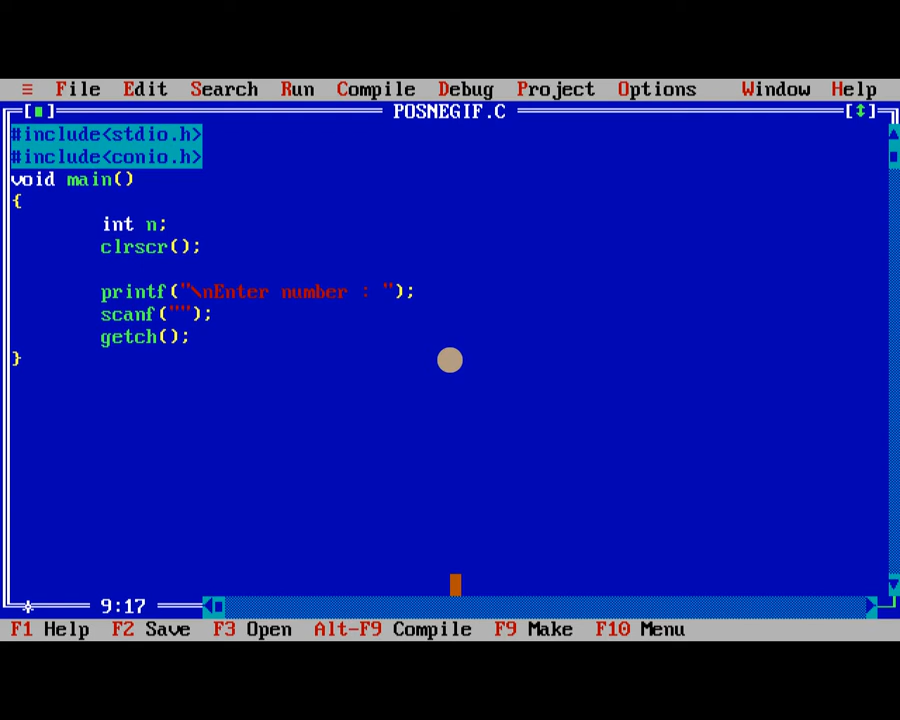 ≡ File Edit Search Run Compile Debug Project Options Window Help
[■] POSNEGIF.C [↕]
#include<stdio.h>
#include<conio.h>
void main()
{
int n;
clrscr();
printf("\nEnter number : ");
scanf("");
getch();
}
9:17
F1 Help F2 Save F3 Open Alt-F9 Compile F9 Make F10 Menu